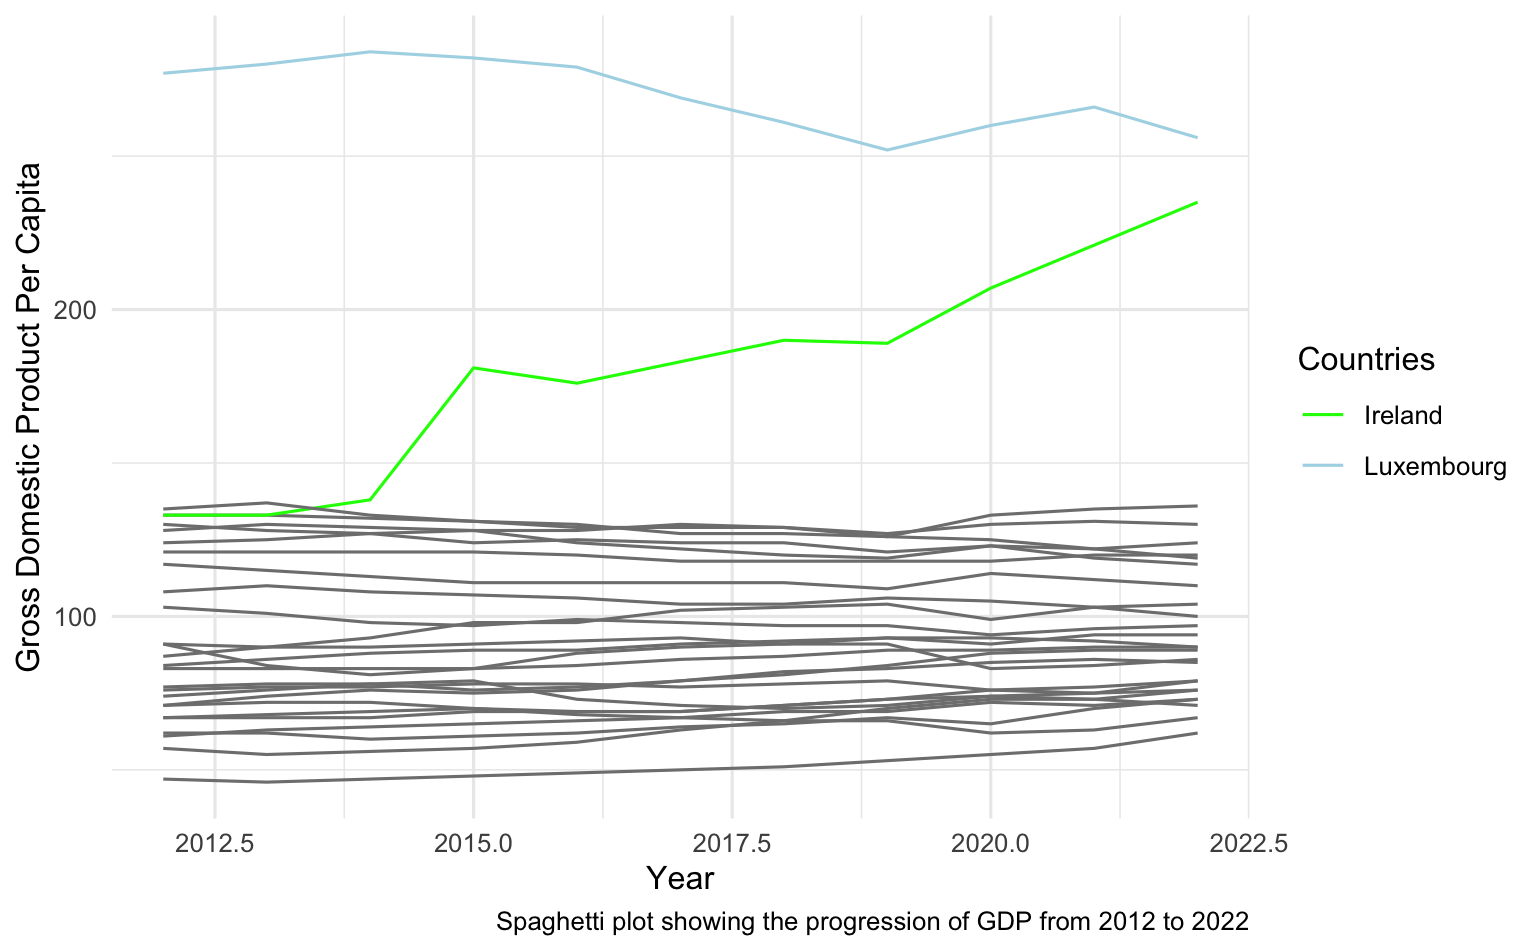 Gross Domestic Product Per Capita
200
100
2012.5
2015.0
2017.5
2020.0
2022.5
Year
Countries
Ireland
Luxembourg
Spaghetti plot showing the progression of GDP from 2012 to 2022